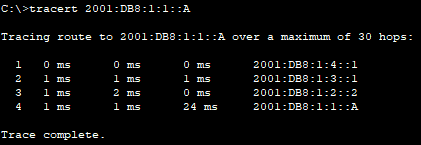 C:\>tracert 2001:DB8:1:1::A
Tracing route to 2001:DB8:1:1::A over a maximum of 30 hops:
1 0 ms 0 ms 0 ms 2001:DB8:1:4::1
2 1 ms 1 ms 1 ms 2001:DB8:1:3::1
3 1 ms 2 ms 0 ms 2001:DB8:1:2::2
4 1 ms 1 ms 24 ms 2001:DB8:1:1::A
Trace complete.